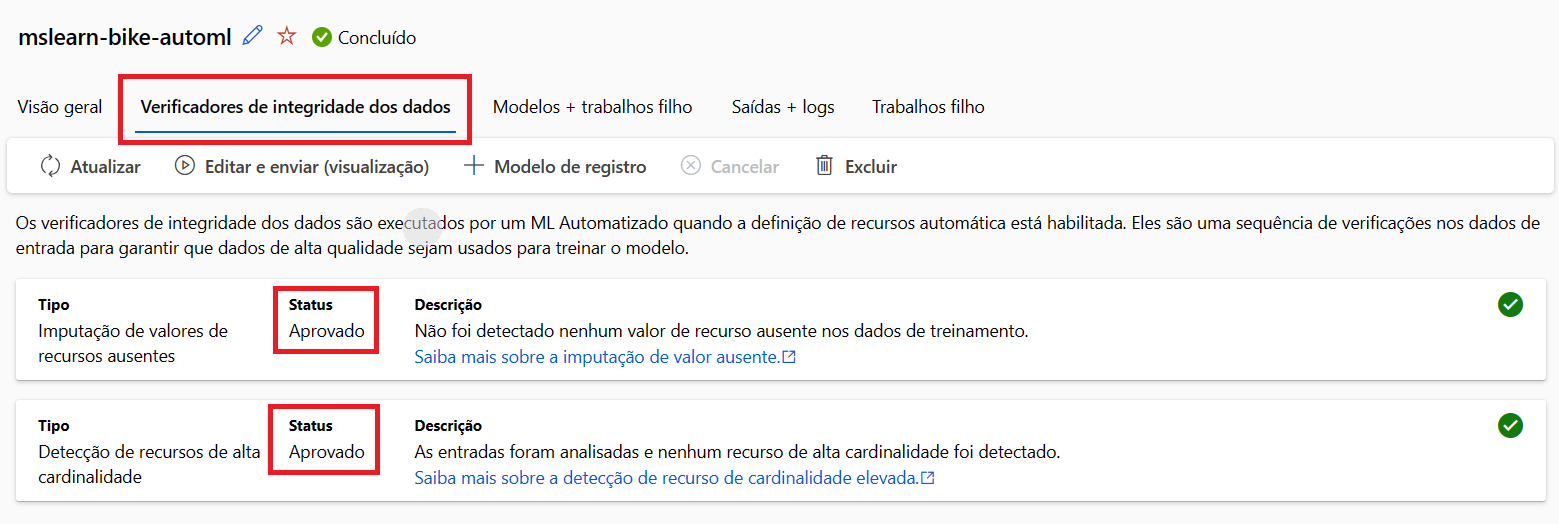 mslearn-bike-automl Concluído
Visão geral Verificadores de integridade dos dados Modelos + trabalhos filho Saídas + logs Trabalhos filho
Atualizar Editar e enviar (visualização) Modelo de registro Cancelar Excluir
Os verificadores de integridade dos dados são executados por um ML Automatizado quando a definição de recursos automática está habilitada. Eles são uma sequência de verificações nos dados de
entrada para garantir que dados de alta qualidade sejam usados para treinar o modelo.
Tipo Status Descrição
Imputação de valores de Aprovado Não foi detectado nenhum valor de recurso ausente nos dados de treinamento.
recursos ausentes Saiba mais sobre a imputação de valor ausente.
Tipo Status Descrição
Detecção de recursos de alta Aprovado As entradas foram analisadas e nenhum recurso de alta cardinalidade foi detectado.
cardinalidade Saiba mais sobre a detecção de recurso de cardinalidade elevada.